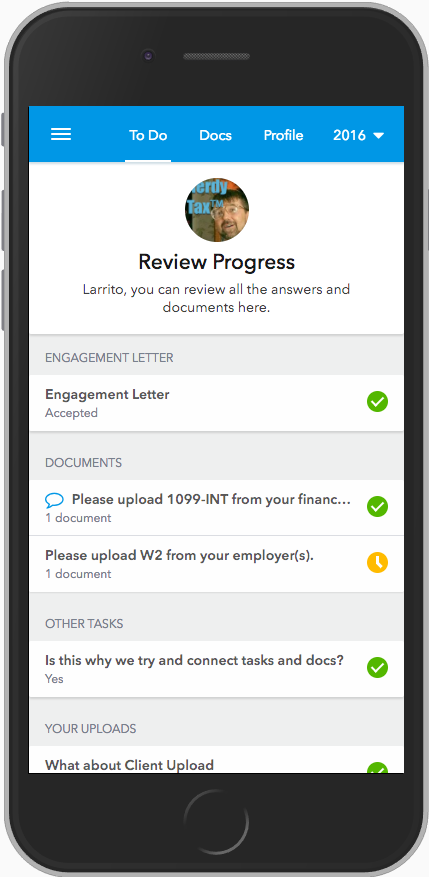 To Do Docs Profile 2016
Tax™
Review Progress
Larrito, you can review all the answers and
documents here.
ENGAGEMENT LETTER
Engagement Letter
Accepted
DOCUMENTS
Please upload 1099-INT from your financ...
1 document
Please upload W2 from your employer(s).
1 document
OTHER TASKS
Is this why we try and connect tasks and docs?
Yes
YOUR UPLOADS
What about Client Upload